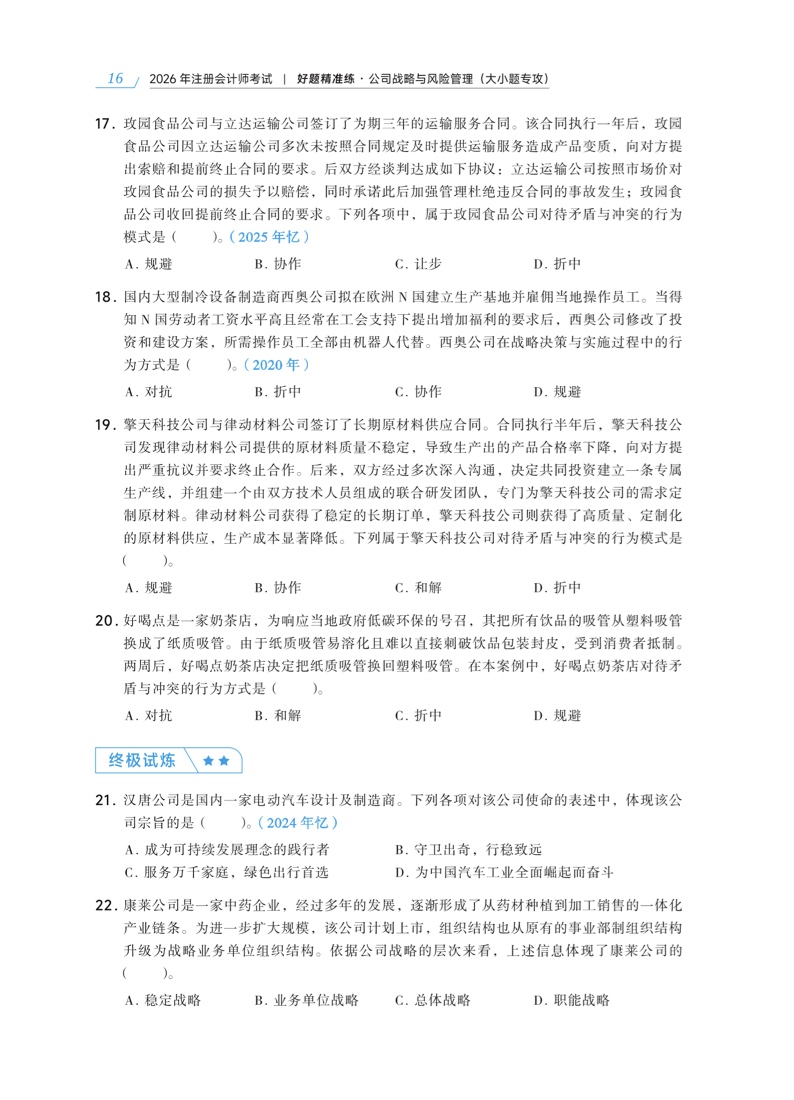 16 2026 年注册会计师考试 | 好题精准练·公司战略与风险管理（大小题专攻）
17. 玫园食品公司与立达运输公司签订了为期三年的运输服务合同。该合同执行一年后，玫园
食品公司因立达运输公司多次未按照合同规定及时提供运输服务造成产品变质，向对方提
出索赔和提前终止合同的要求。后双方经谈判达成如下协议：立达运输公司按照市场价对
玫园食品公司的损失予以赔偿，同时承诺此后加强管理杜绝违反合同的事故发生；玫园食
品公司收回提前终止合同的要求。下列各项中，属于玫园食品公司对待矛盾与冲突的行为
模式是（　　）。（2025 年忆）
A. 规避 B. 协作 C. 让步 D. 折中
18. 国内大型制冷设备制造商西奥公司拟在欧洲 N 国建立生产基地并雇佣当地操作员工。当得
知 N 国劳动者工资水平高且经常在工会支持下提出增加福利的要求后，西奥公司修改了投
资和建设方案，所需操作员工全部由机器人代替。西奥公司在战略决策与实施过程中的行
为方式是（　　）。（2020 年）
A. 对抗 B. 折中 C. 协作 D. 规避
19. 擎天科技公司与律动材料公司签订了长期原材料供应合同。合同执行半年后，擎天科技公
司发现律动材料公司提供的原材料质量不稳定，导致生产出的产品合格率下降，向对方提
出严重抗议并要求终止合作。后来，双方经过多次深入沟通，决定共同投资建立一条专属
生产线，并组建一个由双方技术人员组成的联合研发团队，专门为擎天科技公司的需求定
制原材料。律动材料公司获得了稳定的长期订单，擎天科技公司则获得了高质量、定制化
的原材料供应，生产成本显著降低。下列属于擎天科技公司对待矛盾与冲突的行为模式是
（　　）。
A. 规避 B. 协作 C. 和解 D. 折中
20. 好喝点是一家奶茶店，为响应当地政府低碳环保的号召，其把所有饮品的吸管从塑料吸管
换成了纸质吸管。由于纸质吸管易溶化且难以直接刺破饮品包装封皮，受到消费者抵制。
两周后，好喝点奶茶店决定把纸质吸管换回塑料吸管。在本案例中，好喝点奶茶店对待矛
盾与冲突的行为方式是（　　）。
A. 对抗 B. 和解 C. 折中 D. 规避
终极试炼 ★★
21. 汉唐公司是国内一家电动汽车设计及制造商。下列各项对该公司使命的表述中，体现该公
司宗旨的是（　　）。（2024 年忆）
A. 成为可持续发展理念的践行者 B. 守卫出奇，行稳致远
C. 服务万千家庭，绿色出行首选 D. 为中国汽车工业全面崛起而奋斗
22. 康莱公司是一家中药企业，经过多年的发展，逐渐形成了从药材种植到加工销售的一体化
产业链条。为进一步扩大规模，该公司计划上市，组织结构也从原有的事业部制组织结构
升级为战略业务单位组织结构。依据公司战略的层次来看，上述信息体现了康莱公司的
（　　）。
A. 稳定战略 B. 业务单位战略 C. 总体战略 D. 职能战略